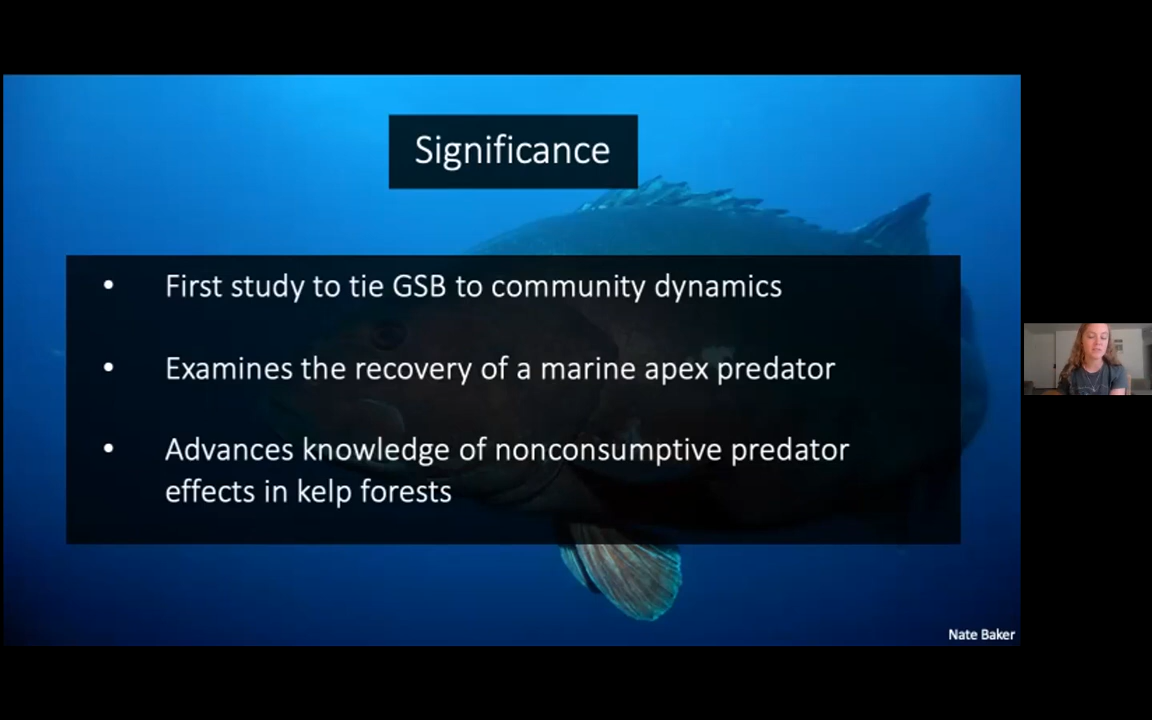 Significance
• First study to tie GSB to community dynamics
• Examines the recovery of a marine apex predator
• Advances knowledge of nonconsumptive predator
effects in kelp forests
Nate Baker